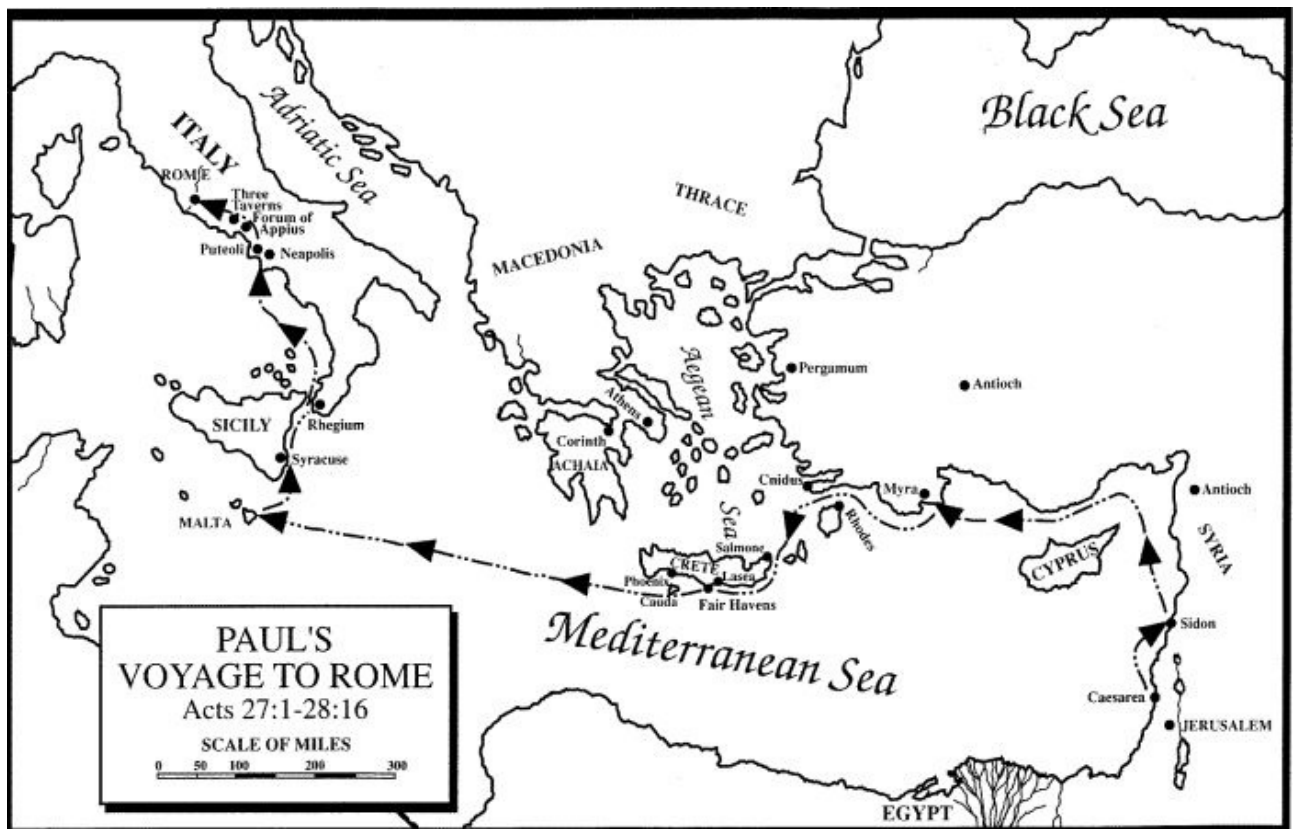 Black Sea
Adriatic Sea
ITALY
ROME
Three
Taverns
Forum of
Appius
Puteoli
Neapolis
THRACE
MACEDONIA
Aegean
Sea
Pergamum
Antioch
Athens
Corinth
ACHAIA
SICILY
Rhegium
Syracuse
MALTA
Cnidus
Myra
Rhodes
Antioch
SYRIA
CYPRUS
Salmone
CRETE
Phoenix
Lasea
Cauda
Fair Havens
Mediterranean Sea
Sidon
Caesarea
JERUSALEM
EGYPT
PAUL'S
VOYAGE TO ROME
Acts 27:1-28:16
SCALE OF MILES
0 50 100 200 300